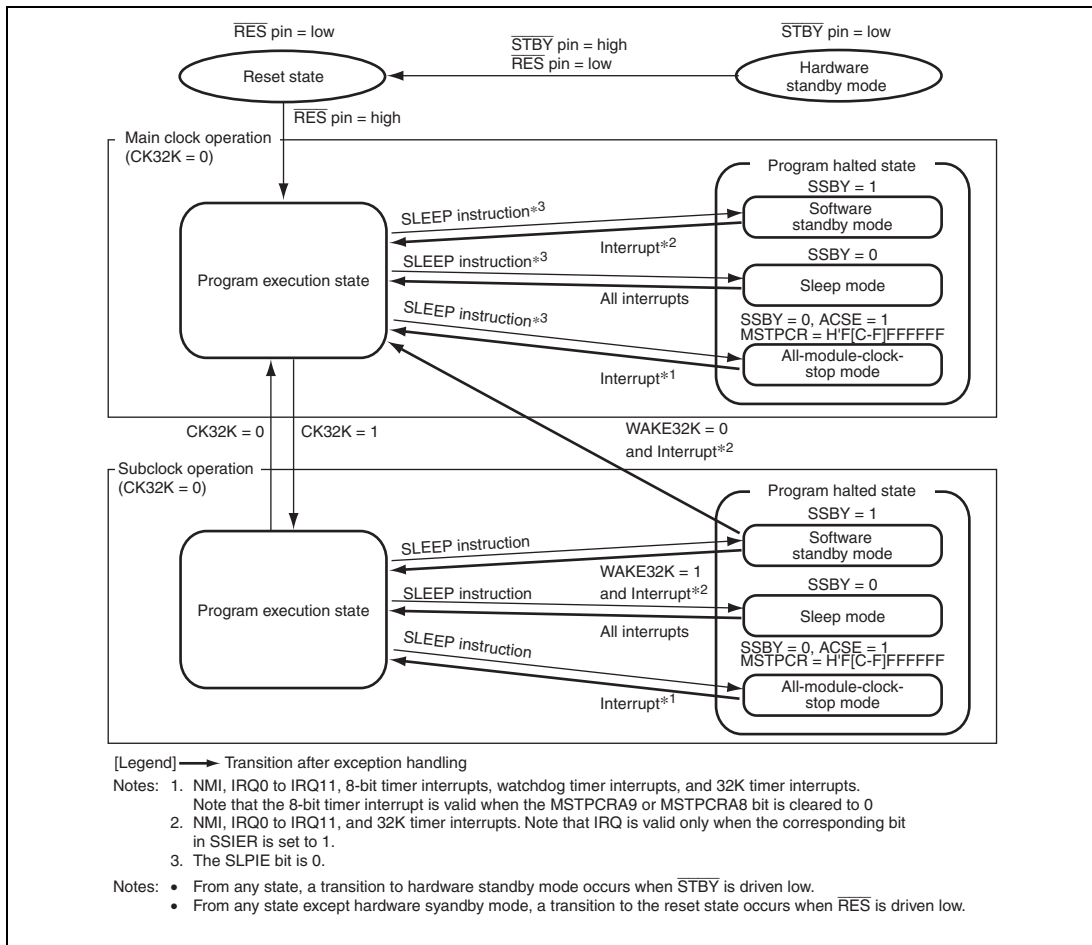 RES pin = low
STBY pin = low
STBY pin = high
RES pin = low
Reset state
Hardware
standby mode
RES pin = high
Main clock operation
(CK32K = 0)
Program halted state
SSBY = 1
SLEEP instruction*3
Software
standby mode
Interrupt*2
SSBY = 0
SLEEP instruction*3
Program execution state
Sleep mode
All interrupts
SSBY = 0, ACSE = 1
MSTPCR = H'F[C-F]FFFFFF
SLEEP instruction*3
All-module-clock-
stop mode
Interrupt*1
CK32K = 0
CK32K = 1
WAKE32K = 0
and Interrupt*2
Subclock operation
(CK32K = 0)
Program halted state
SSBY = 1
SLEEP instruction
Software
standby mode
WAKE32K = 1
and Interrupt*2
SSBY = 0
SLEEP instruction
Program execution state
Sleep mode
All interrupts
SSBY = 0, ACSE = 1
MSTPCR = H'F[C-F]FFFFFF
SLEEP instruction
All-module-clock-
stop mode
Interrupt*1
[Legend] Transition after exception handling
Notes: 1. NMI, IRQ0 to IRQ11, 8-bit timer interrupts, watchdog timer interrupts, and 32K timer interrupts.
Note that the 8-bit timer interrupt is valid when the MSTPCRA9 or MSTPCRA8 bit is cleared to 0
2. NMI, IRQ0 to IRQ11, and 32K timer interrupts. Note that IRQ is valid only when the corresponding bit
in SSIER is set to 1.
3. The SLPIE bit is 0.
Notes: • From any state, a transition to hardware standby mode occurs when STBY is driven low.
• From any state except hardware syandby mode, a transition to the reset state occurs when RES is driven low.